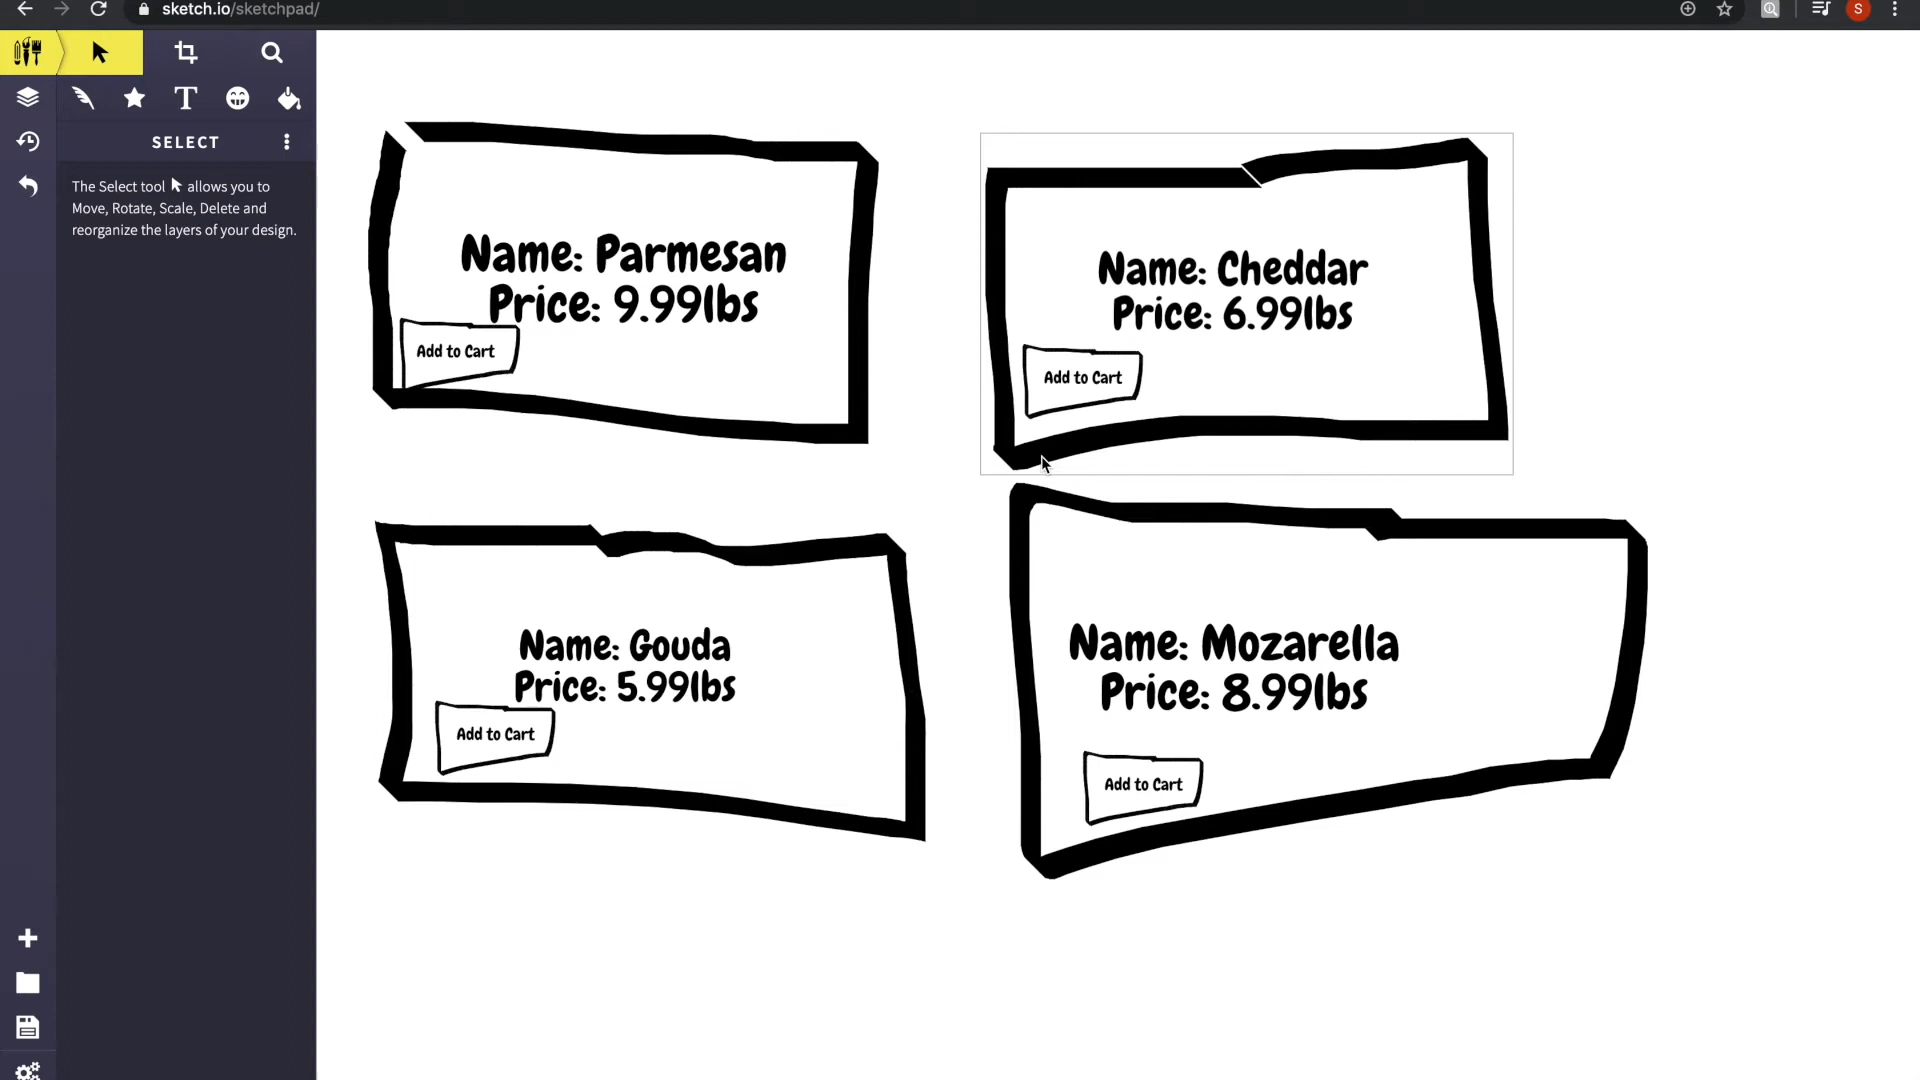 sketch.io/sketchpad/
S
T
SELECT
The Select tool allows you to
Move, Rotate, Scale, Delete and
reorganize the layers of your design.
Name: Parmesan
Price: 9.99lbs
Add to Cart
Name: Cheddar
Price: 6.99lbs
Add to Cart
Name: Gouda
Price: 5.99lbs
Add to Cart
Name: Mozarella
Price: 8.99lbs
Add to Cart